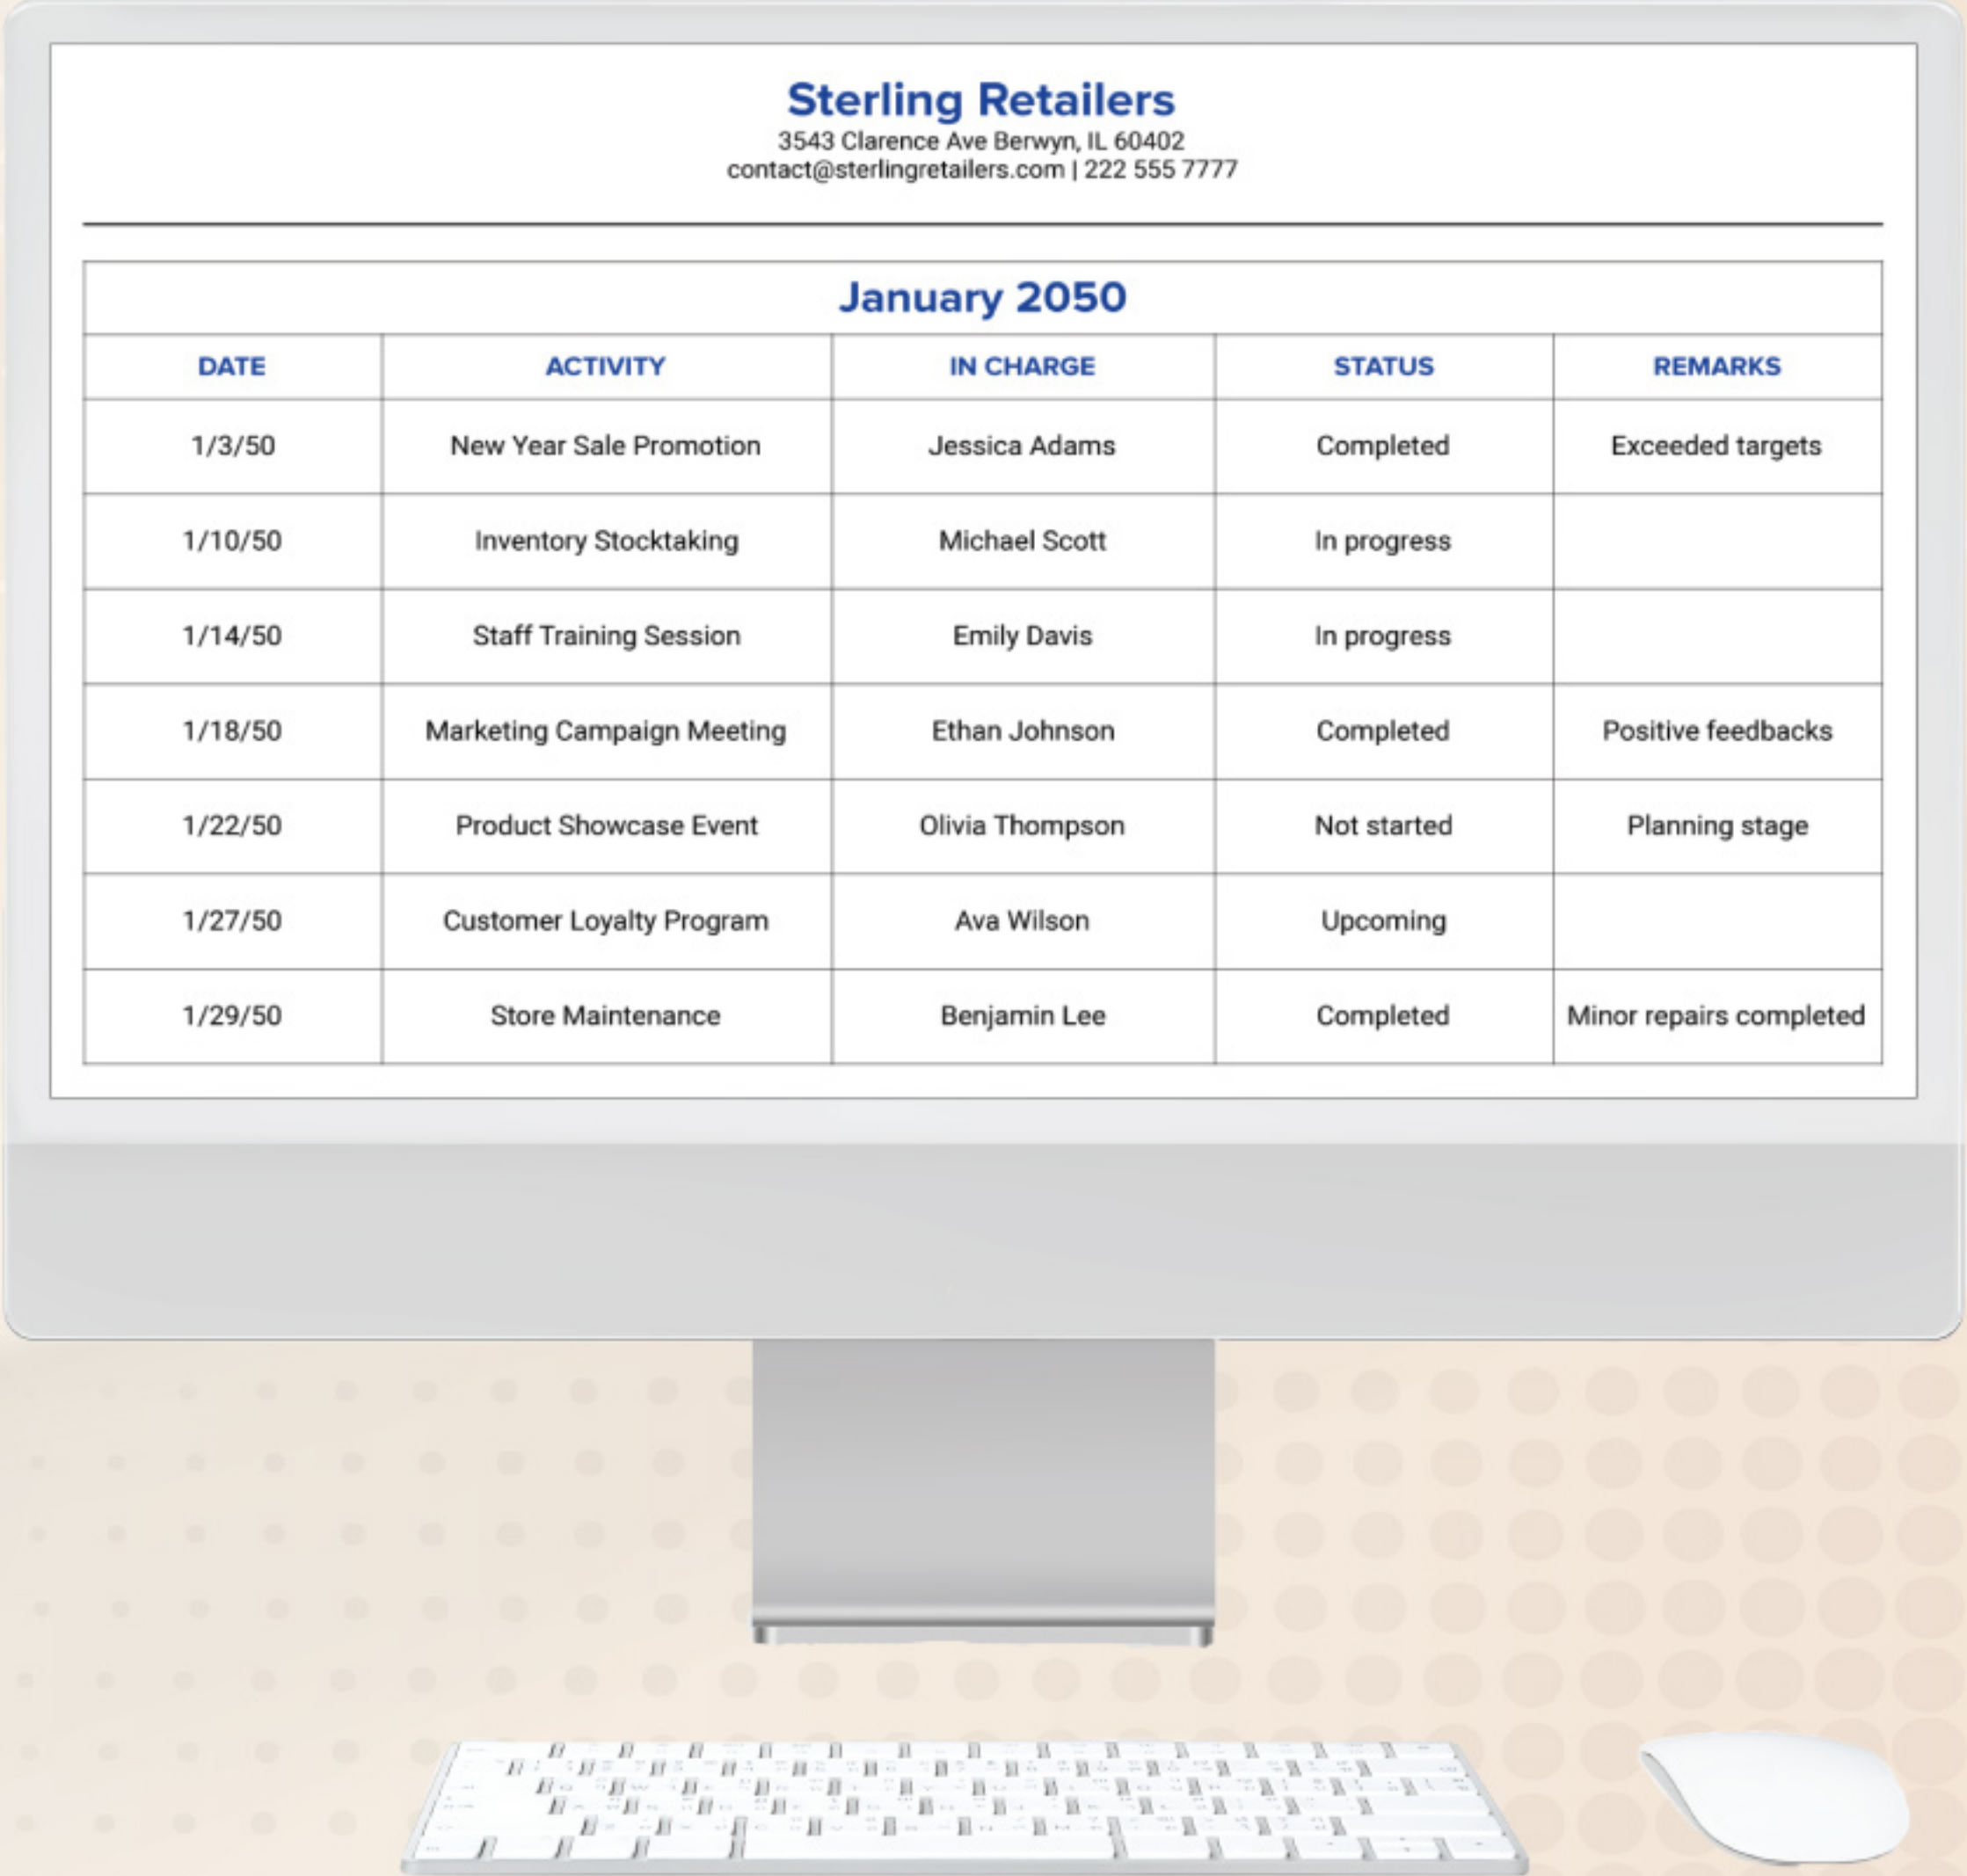 Sterling Retailers
3543 Clarence Ave Berwyn, IL 60402
contact@sterlingretailers.com | 222 555 7777
January 2050
DATE ACTIVITY IN CHARGE STATUS REMARKS
1/3/50 New Year Sale Promotion Jessica Adams Completed Exceeded targets
1/10/50 Inventory Stocktaking Michael Scott In progress
1/14/50 Staff Training Session Emily Davis In progress
1/18/50 Marketing Campaign Meeting Ethan Johnson Completed Positive feedbacks
1/22/50 Product Showcase Event Olivia Thompson Not started Planning stage
1/27/50 Customer Loyalty Program Ava Wilson Upcoming
1/29/50 Store Maintenance Benjamin Lee Completed Minor repairs completed